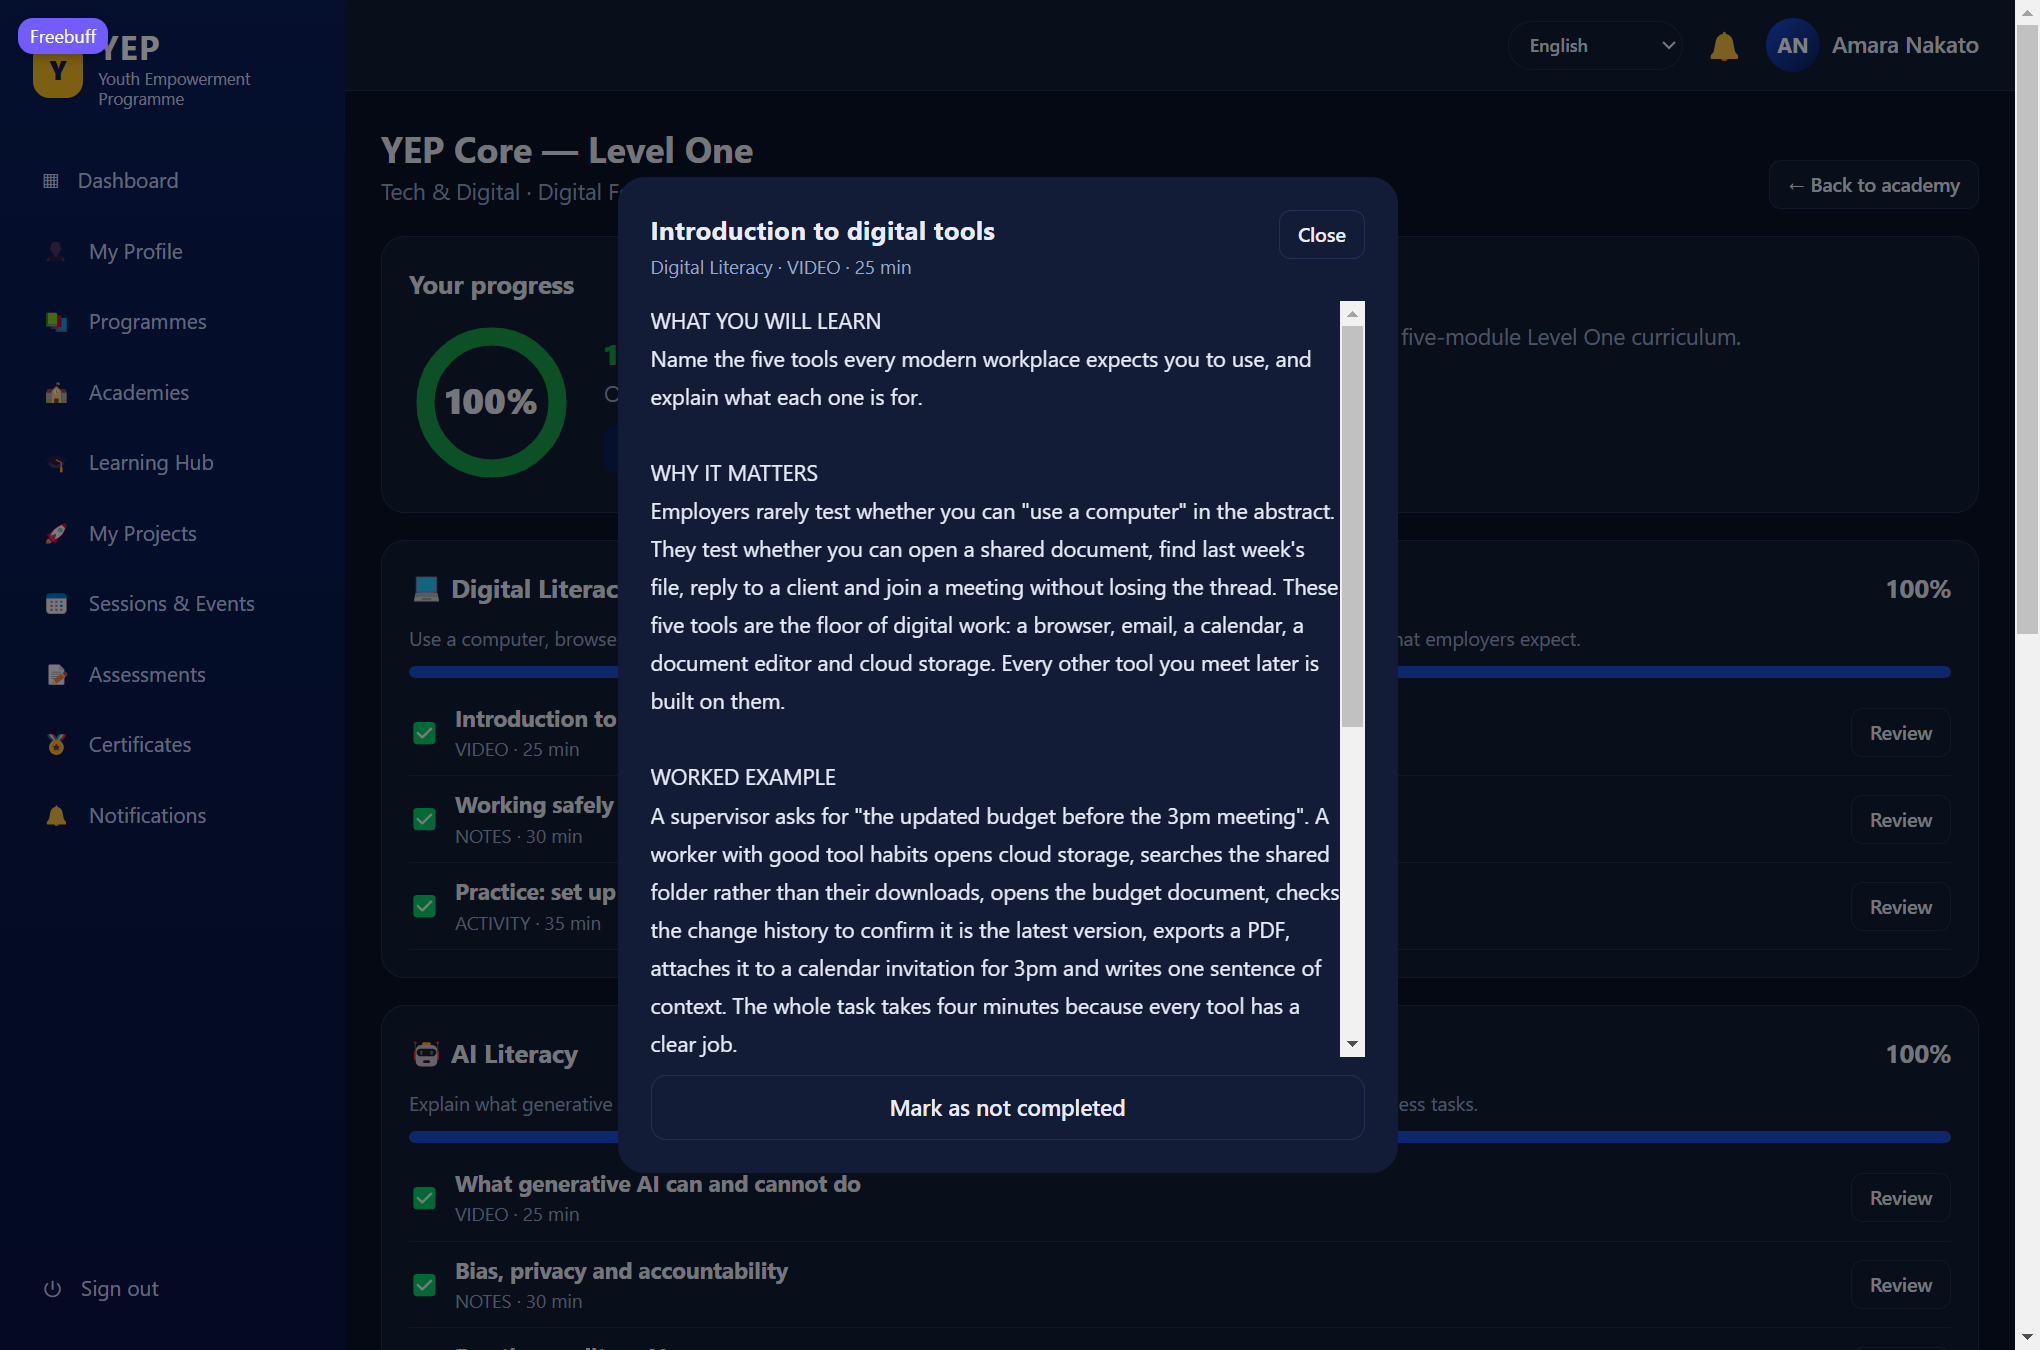 Freebuff
YEP
Y
Youth Empowerment
Programme
Dashboard
My Profile
Programmes
Academies
Learning Hub
My Projects
Sessions & Events
Assessments
Certificates
Notifications
Sign out
English
AN
Amara Nakato
YEP Core — Level One
Tech & Digital · Digital
← Back to academy
Your progress
100%
five-module Level One curriculum.
Digital
100%
Use a computer, browse
employers expect.
Introduction to
VIDEO · 25 min
Review
Working safely
NOTES · 30 min
Review
Practice: set up
ACTIVITY · 35 min
Review
AI Literacy
100%
Explain what generative
tasks.
What generative AI can and cannot do
VIDEO · 25 min
Review
Bias, privacy and accountability
NOTES · 30 min
Review
Introduction to digital tools
Close
Digital Literacy · VIDEO · 25 min
WHAT YOU WILL LEARN
Name the five tools every modern workplace expects you to use, and
explain what each one is for.
WHY IT MATTERS
Employers rarely test whether you can "use a computer" in the abstract.
They test whether you can open a shared document, find last week's
file, reply to a client and join a meeting without losing the thread. These
five tools are the floor of digital work: a browser, email, a calendar, a
document editor and cloud storage. Every other tool you meet later is
built on them.
WORKED EXAMPLE
A supervisor asks for "the updated budget before the 3pm meeting". A
worker with good tool habits opens cloud storage, searches the shared
folder rather than their downloads, opens the budget document, checks
the change history to confirm it is the latest version, exports a PDF,
attaches it to a calendar invitation for 3pm and writes one sentence of
context. The whole task takes four minutes because every tool has a
clear job.
Mark as not completed